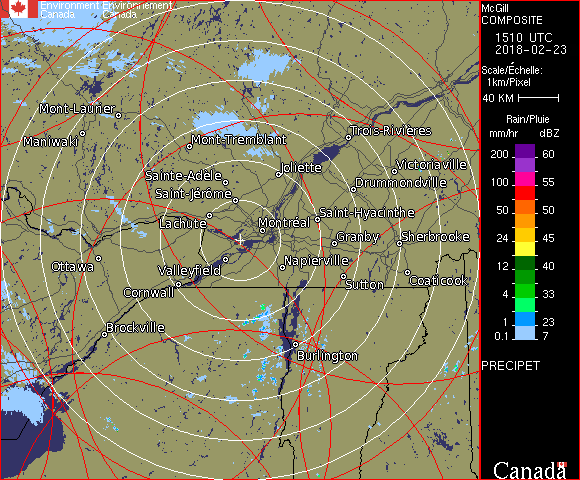 Environment Environnement
Canada Canada
McGill
COMPOSITE
1510 UTC
2018-02-23
Scale/Échelle:
1km/Pixel
40 KM
Rain/Pluie
mm/hr dBZ
200 60
100 55
50 50
24 45
12 40
4 33
1 23
0.1 7
PRECIPET
Canada
Mont-Laurier
Maniwaki
Mont-Tremblant
Trois-Rivières
Joliette
Victoriaville
Sainte-Adèle
Drummondville
Saint-Jérôme
Saint-Hyacinthe
Lachute
Montréal
Granby
Sherbrooke
Ottawa
Valleyfield
Napierville
Cornwall
Sutton
Coaticook
Brockville
Burlington